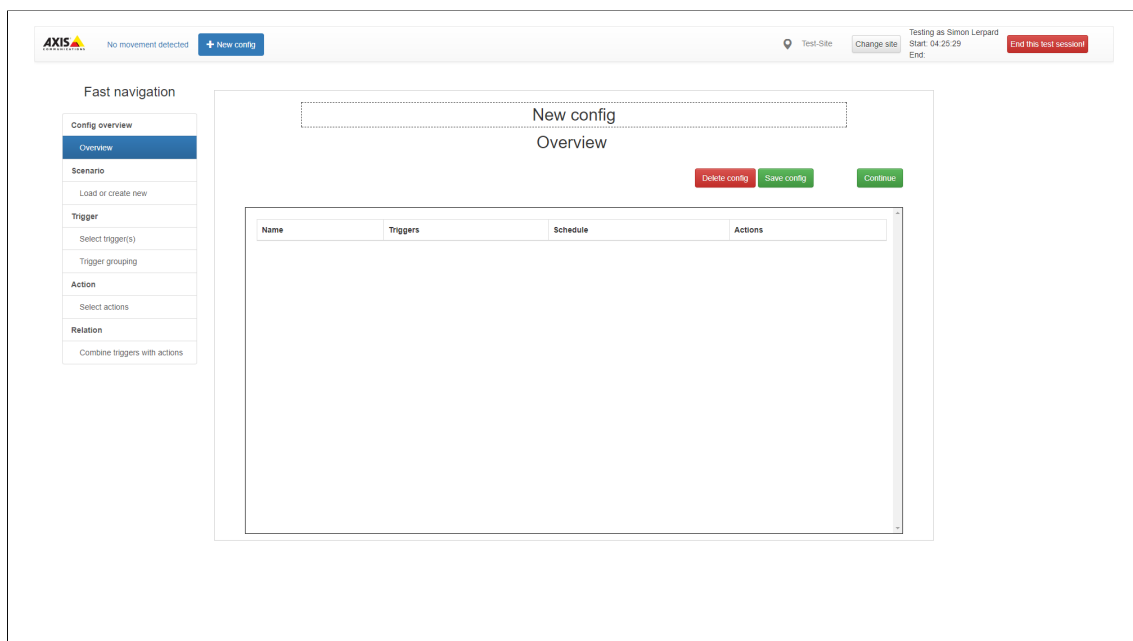 AXIS
COMMUNICATIONS
No movement detected
+ New config
Test-Site
Change site
Testing as Simon Lerpard
Start: 04:25:29
End:
End this test session!
Fast navigation
Config overview
Overview
Scenario
Load or create new
Trigger
Select trigger(s)
Trigger grouping
Action
Select actions
Relation
Combine triggers with actions
New config
Overview
Delete config
Save config
Continue
Name Triggers Schedule Actions